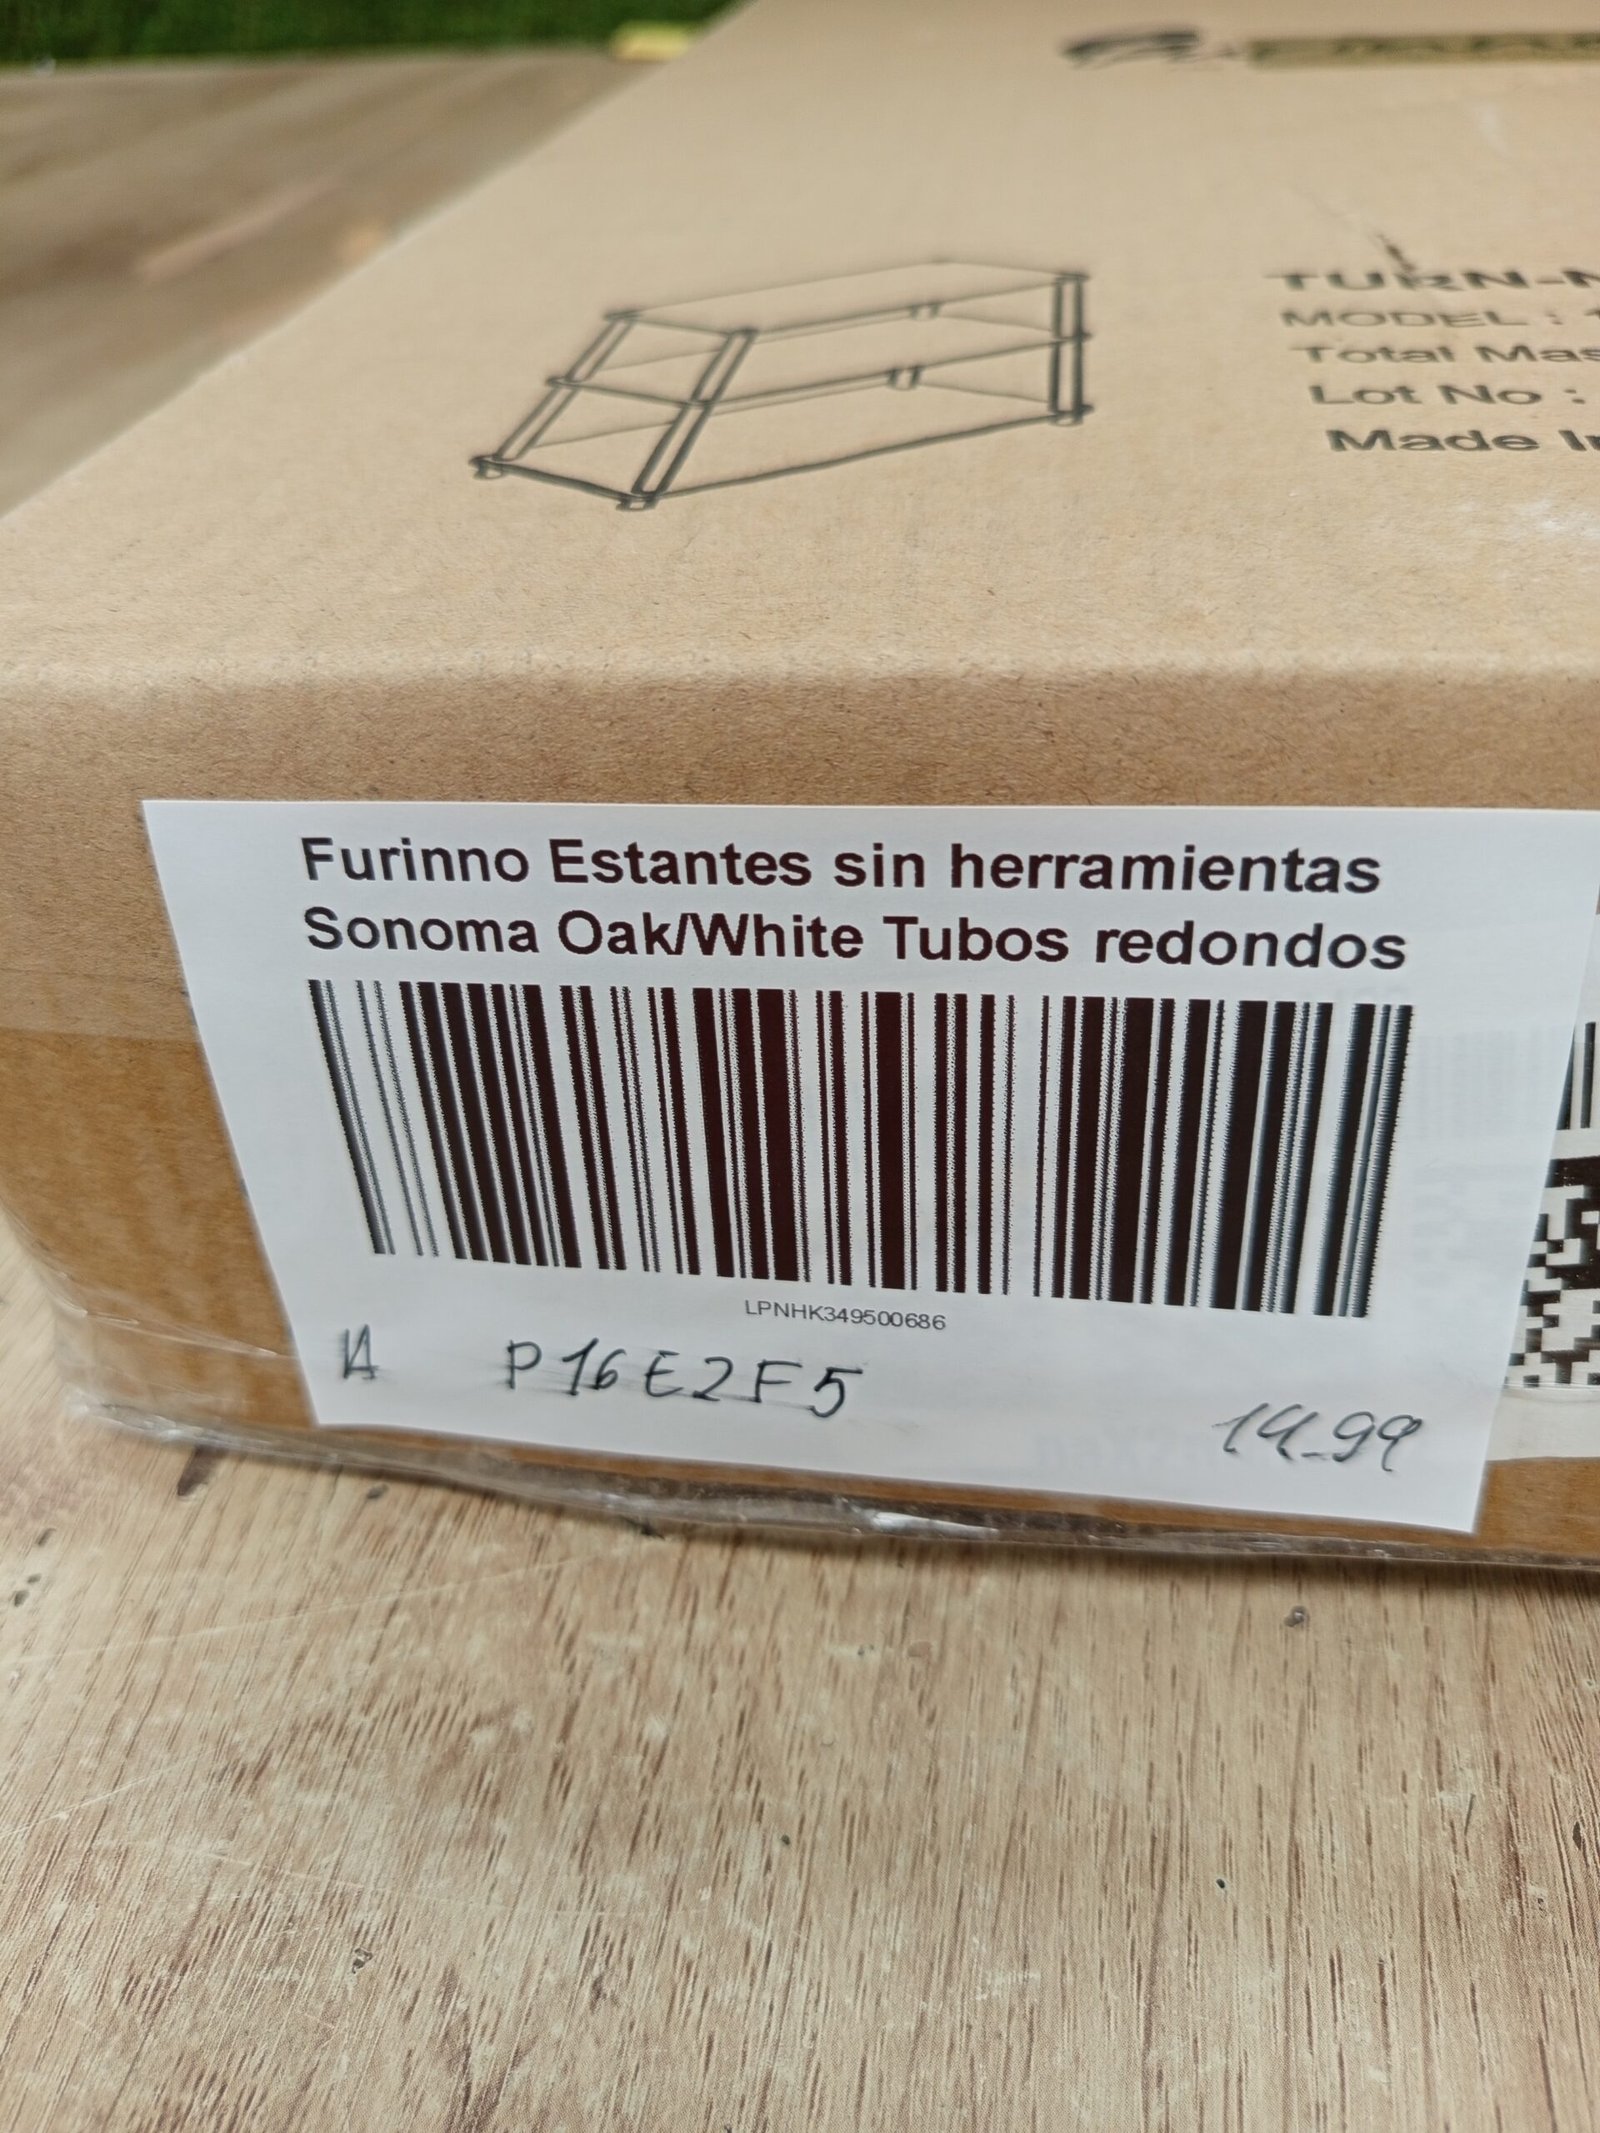 TURN-N
MODEL : 1
Total Mas
Lot No :
Made In
Furinno Estantes sin herramientas
Sonoma Oak/White Tubos redondos
LPNHK349500686
P16E2F5
14.99